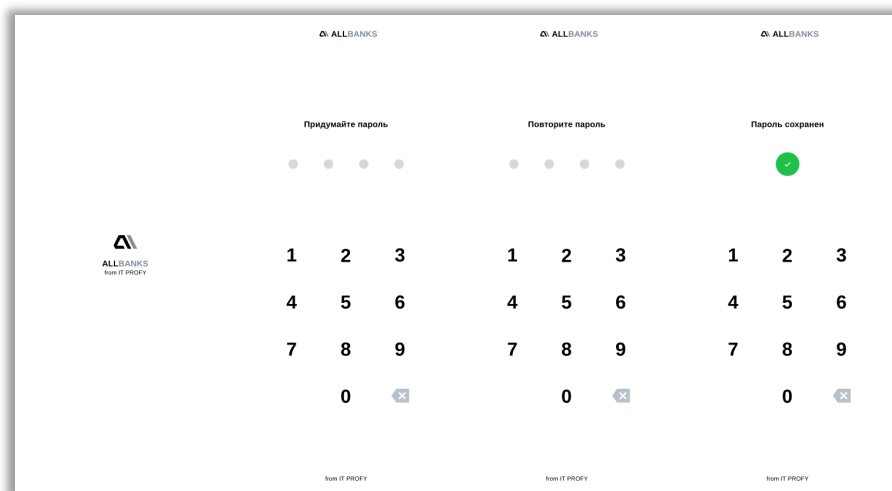 ALLBANKS
from IT PROFY
ALLBANKS
Придумайте пароль
1 2 3
4 5 6
7 8 9
0
from IT PROFY
ALLBANKS
Повторите пароль
1 2 3
4 5 6
7 8 9
0
from IT PROFY
ALLBANKS
Пароль сохранен
1 2 3
4 5 6
7 8 9
0
from IT PROFY